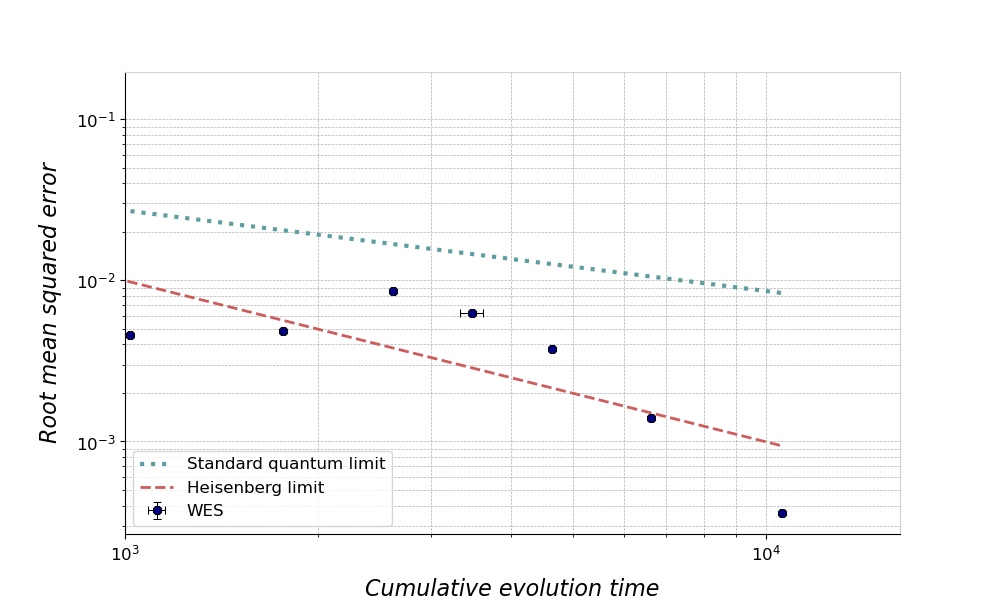 Root mean squared error
10⁻¹
10⁻²
10⁻³
Standard quantum limit
Heisenberg limit
WES
10³
10⁴
Cumulative evolution time